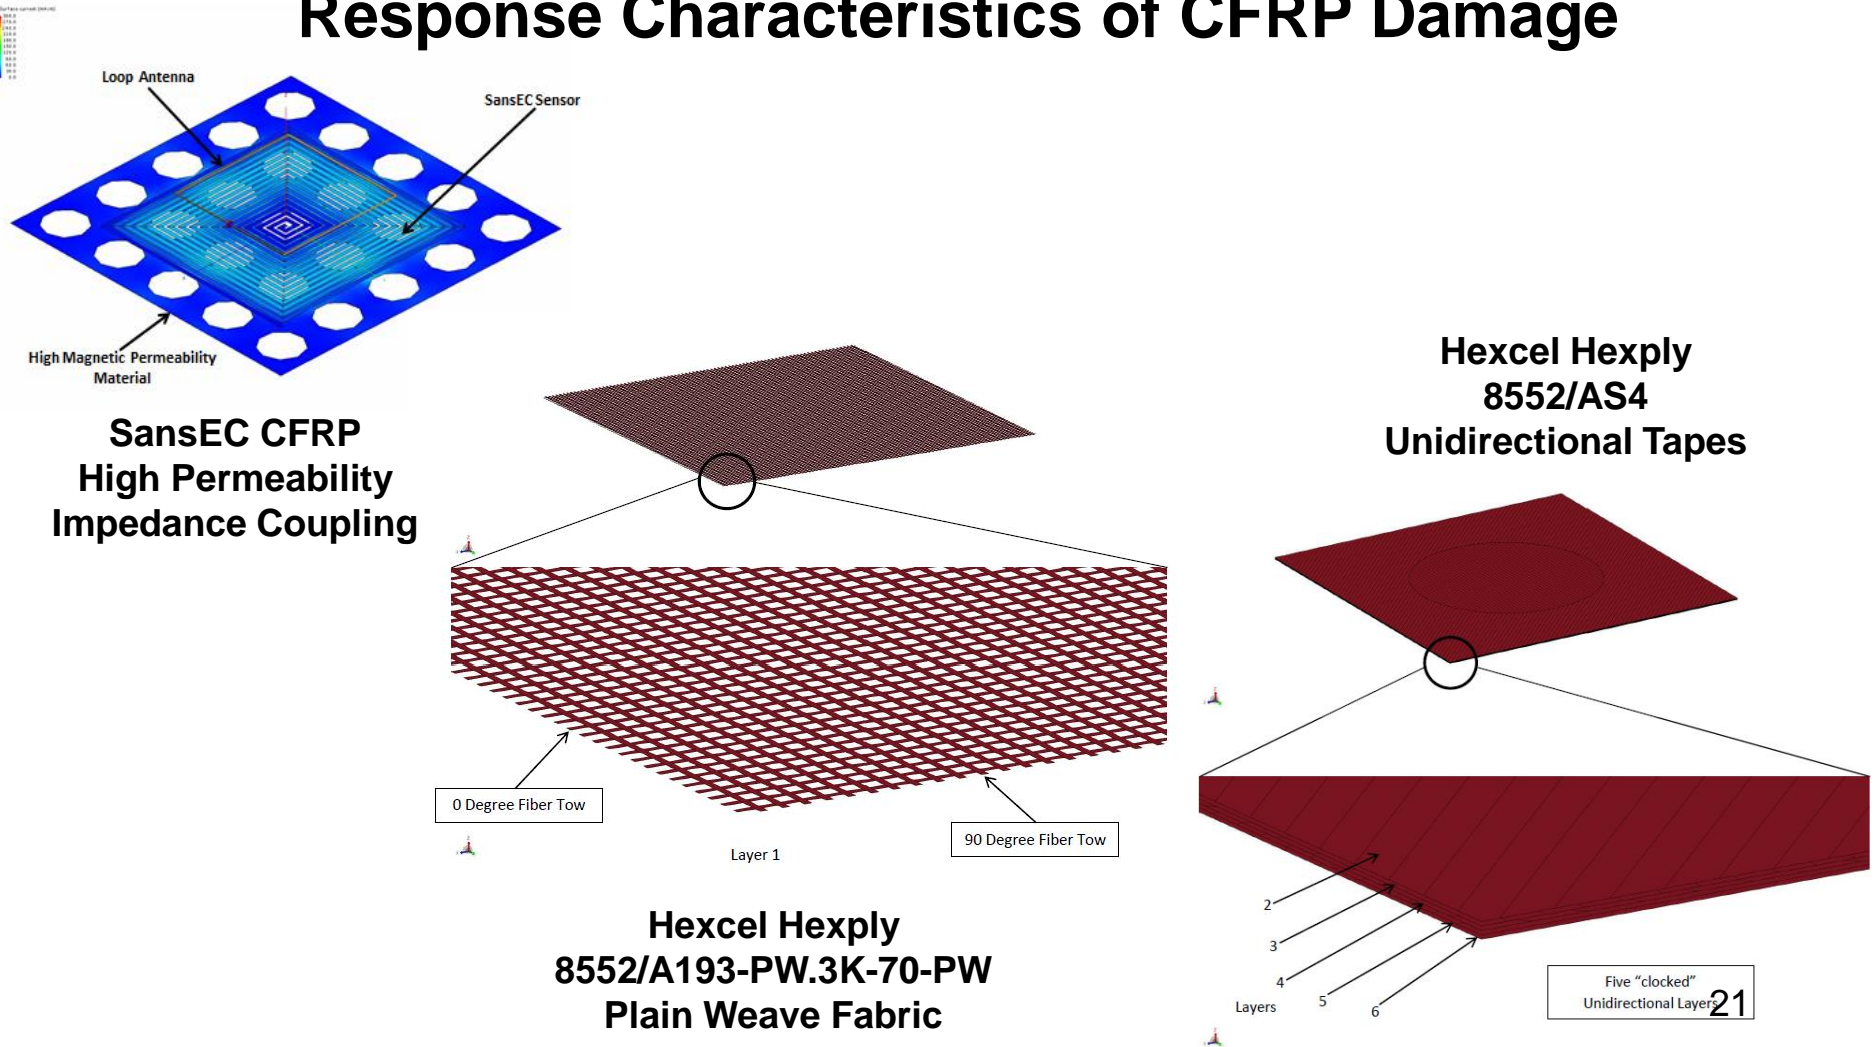 Response Characteristics of CFRP Damage
Loop Antenna
SansEC Sensor
High Magnetic Permeability
Material
SansEC CFRP
High Permeability
Impedance Coupling
Hexcel Hexply
8552/AS4
Unidirectional Tapes
0 Degree Fiber Tow
90 Degree Fiber Tow
Layer 1
Hexcel Hexply
8552/A193-PW.3K-70-PW
Plain Weave Fabric
2
3
4
5
6
Layers
Five “clocked”
Unidirectional Layers
21